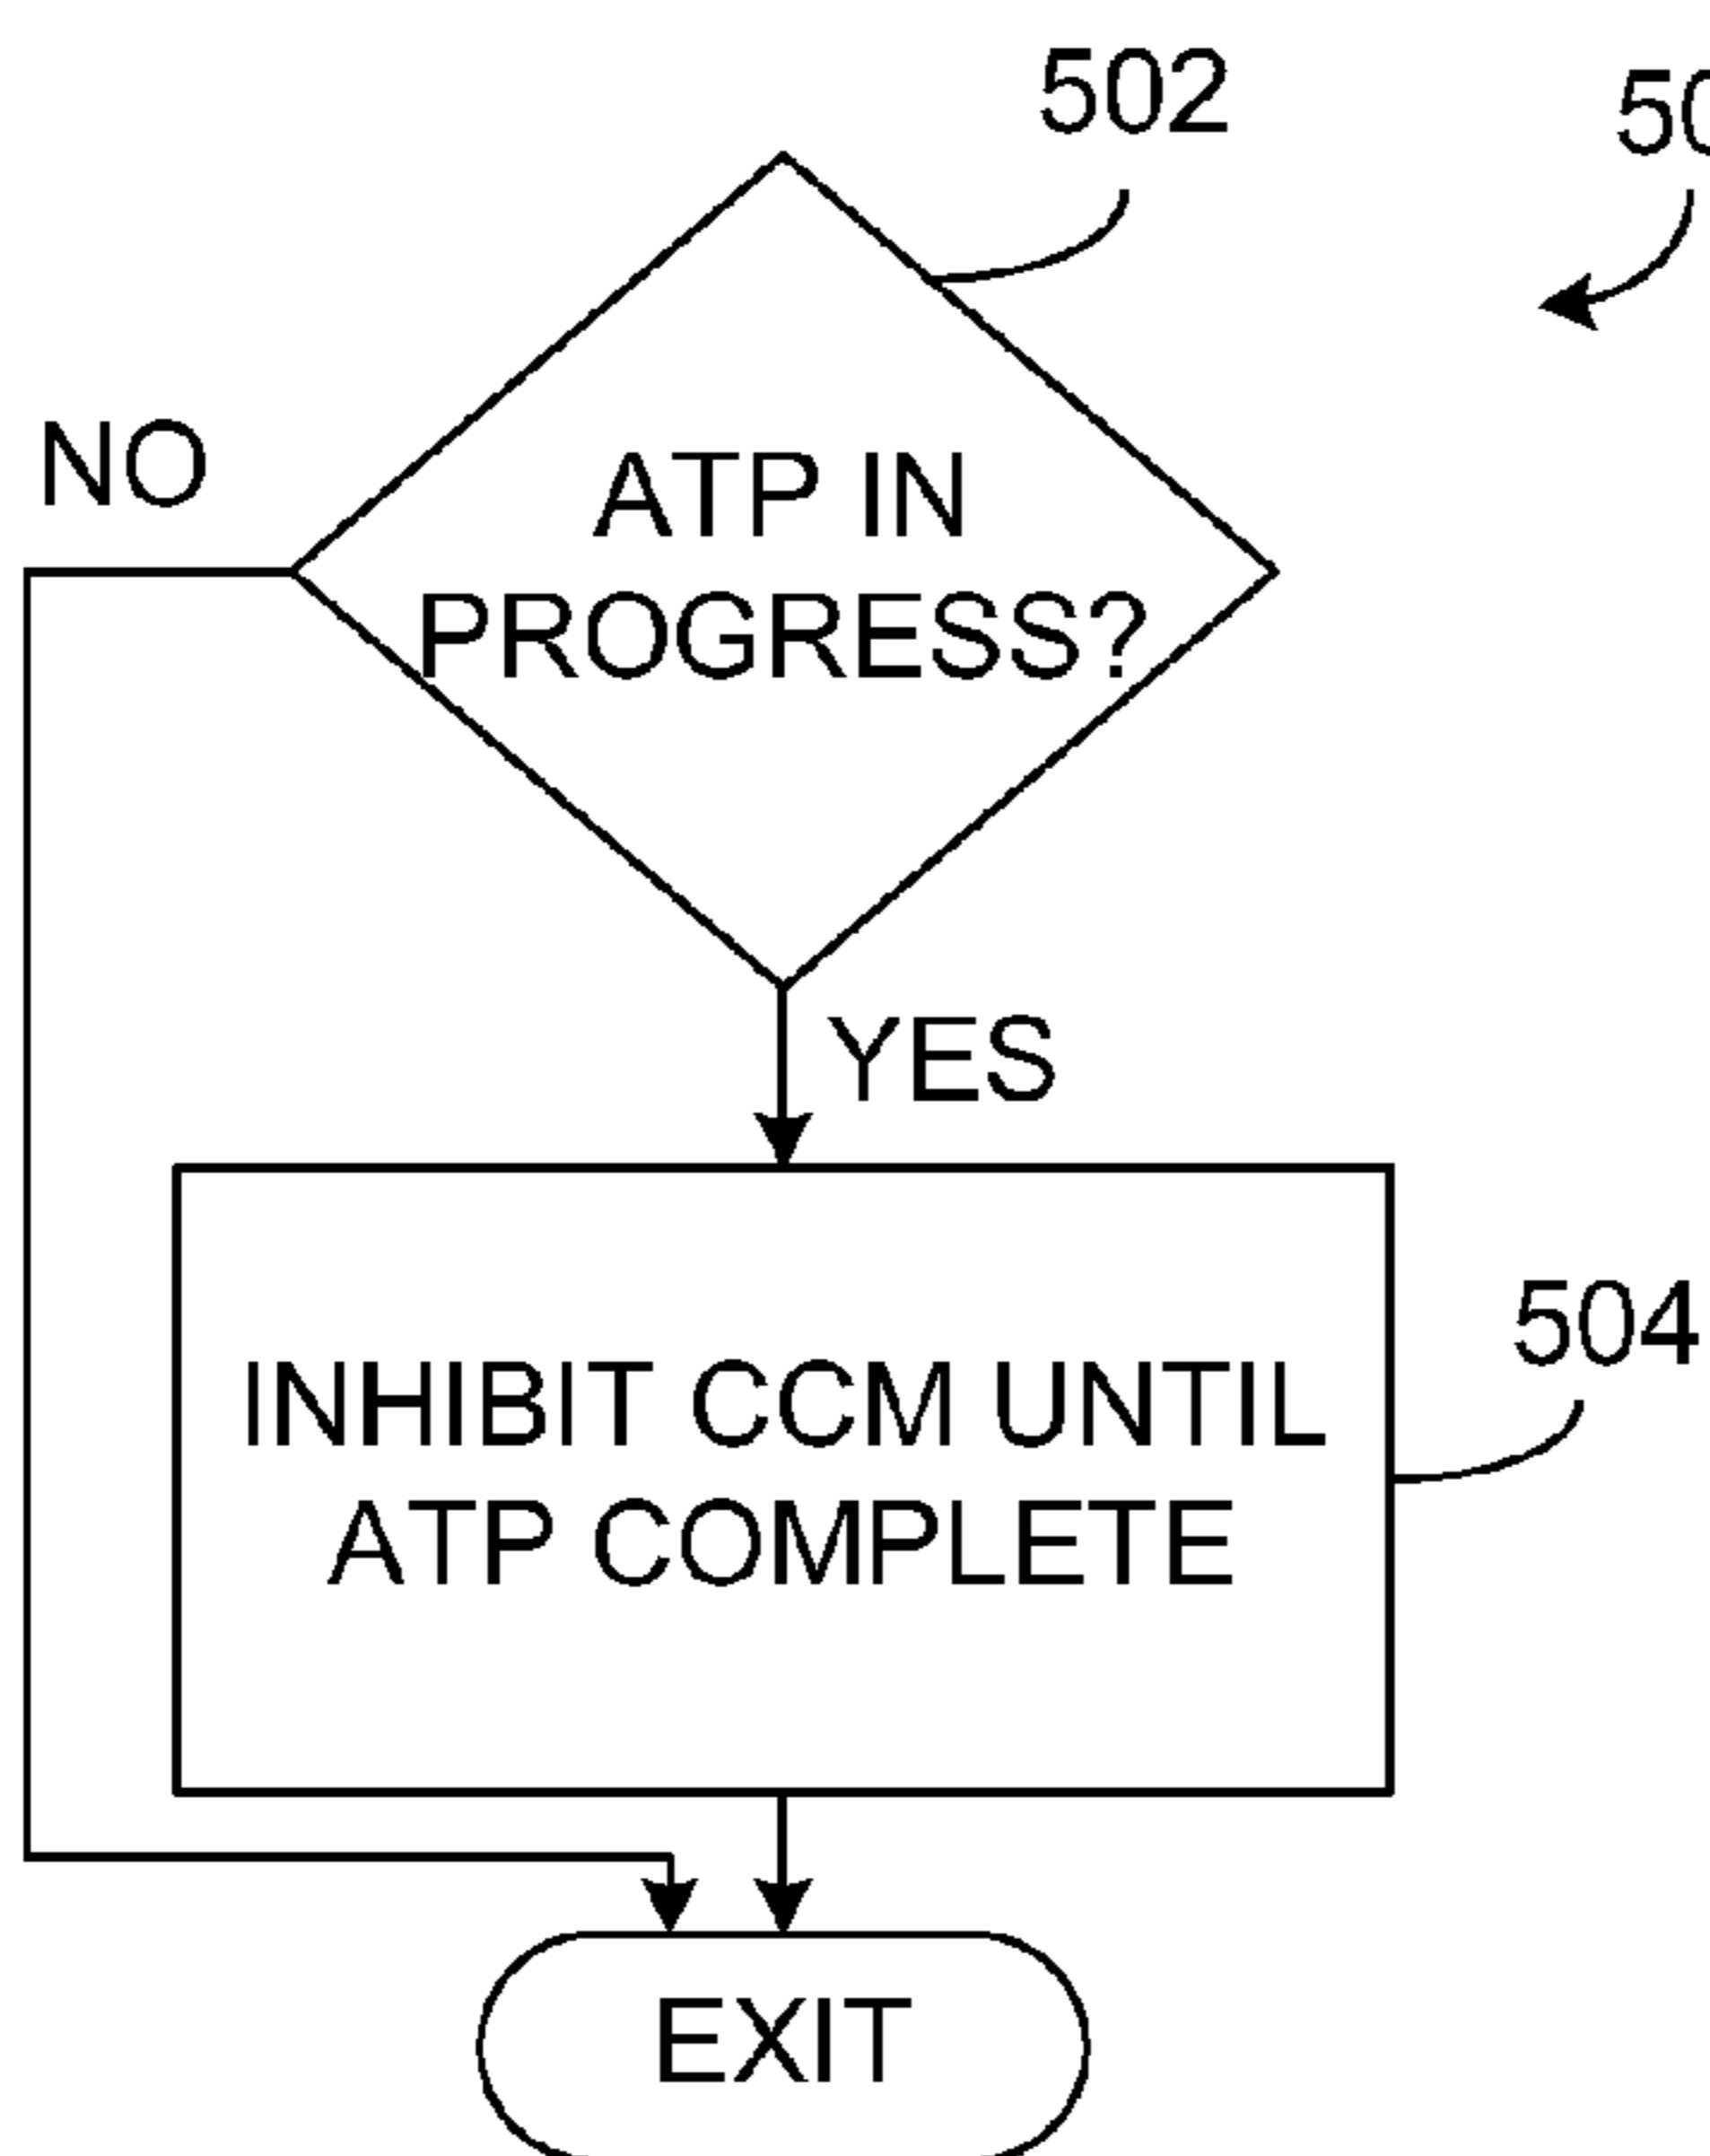 502
NO
ATP IN
PROGRESS?
YES
504
INHIBIT CCM UNTIL
ATP COMPLETE
EXIT